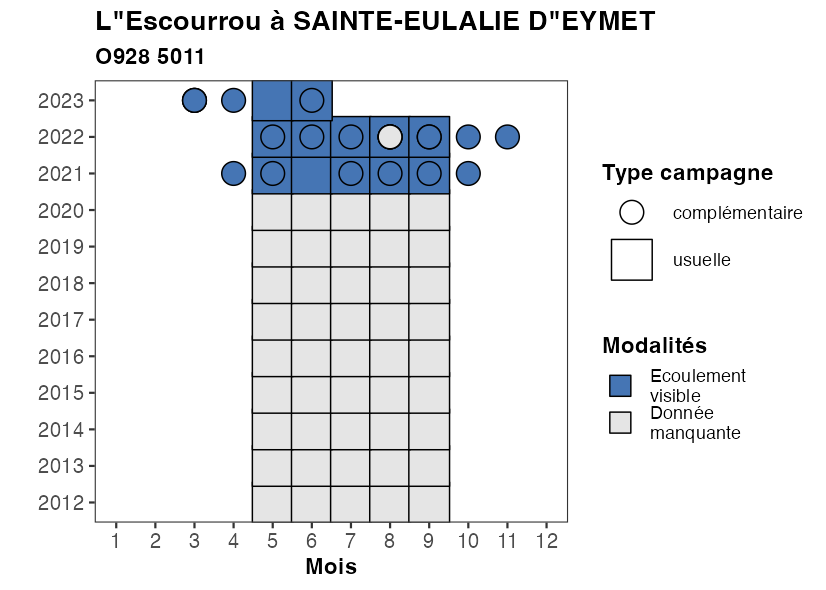 L"Escourrou à SAINTE-EULALIE D"EYMET
O928 5011
2023
2022
2021
2020
2019
2018
2017
2016
2015
2014
2013
2012
1 2 3 4 5 6 7 8 9 10 11 12
Mois
Type campagne
complémentaire
usuelle
Modalités
Ecoulement
visible
Donnée
manquante